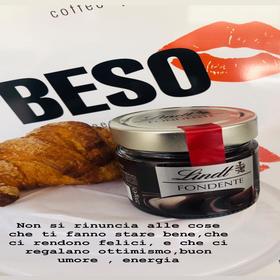 coffee
BESO
Lindt
FONDENTE
Non si rinuncia alle cose
che ti fanno stare bene,che
ci rendono felici, e che ci
regalano ottimismo,buon
umore , energia